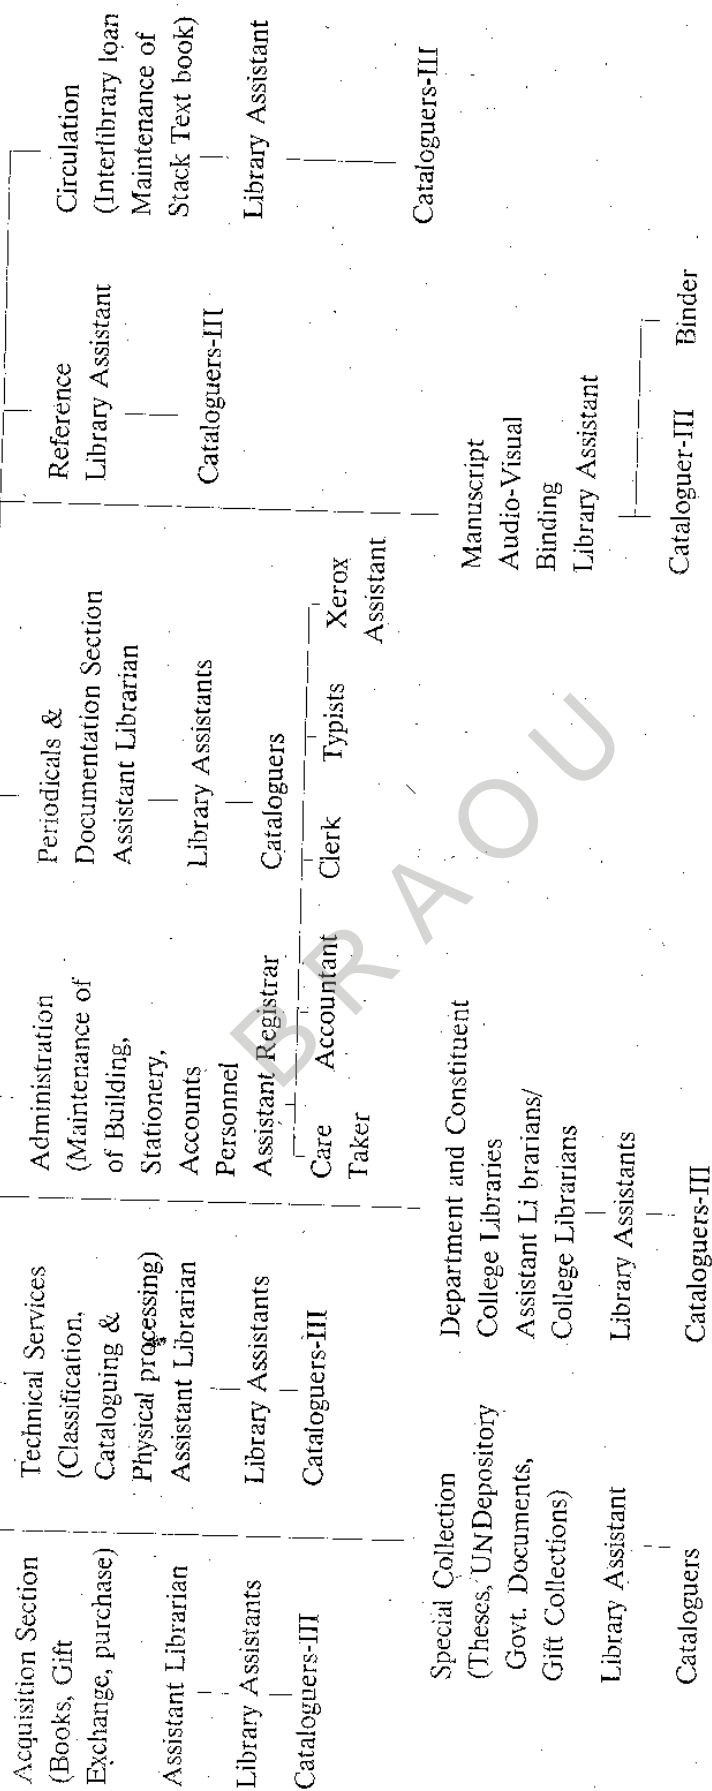 Acquisition Section
(Books, Gift
Exchange, purchase)
Assistant Librarian
Library Assistants
Cataloguers-III
Technical Services
(Classification,
Cataloguing &
Physical processing)
Assistant Librarian
Library Assistants
Cataloguers-III
Administration
(Maintenance of
of Building,
Stationery,
Accounts
Personnel
Assistant Registrar
Care
Taker
Accountant
Clerk
Typists
Xerox
Assistant
Periodicals &
Documentation Section
Assistant Librarian
Library Assistants
Cataloguers
Reference
Library Assistant
Cataloguers-III
Circulation
(Interlibrary loan
Maintenance of
Stack Text book)
Library Assistant
Cataloguers-III
Special Collection
(Theses, UN Depository
Govt. Documents,
Gift Collections)
Library Assistant
Cataloguers
Department and Constituent
College Libraries
Assistant Li brarians/
College Librarians
Library Assistants
Cataloguers-III
Manuscript
Audio-Visual
Binding
Library Assistant
Cataloguer-III
Binder
BRAOU